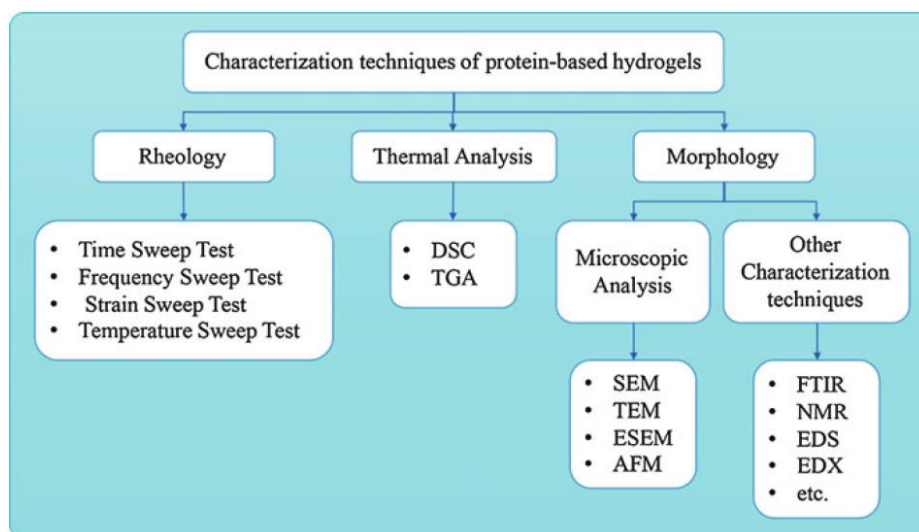 Characterization techniques of protein-based hydrogels
Rheology
Thermal Analysis
Morphology
• Time Sweep Test
• Frequency Sweep Test
• Strain Sweep Test
• Temperature Sweep Test
• DSC
• TGA
Microscopic
Analysis
Other
Characterization
techniques
• SEM
• TEM
• ESEM
• AFM
• FTIR
• NMR
• EDS
• EDX
• etc.